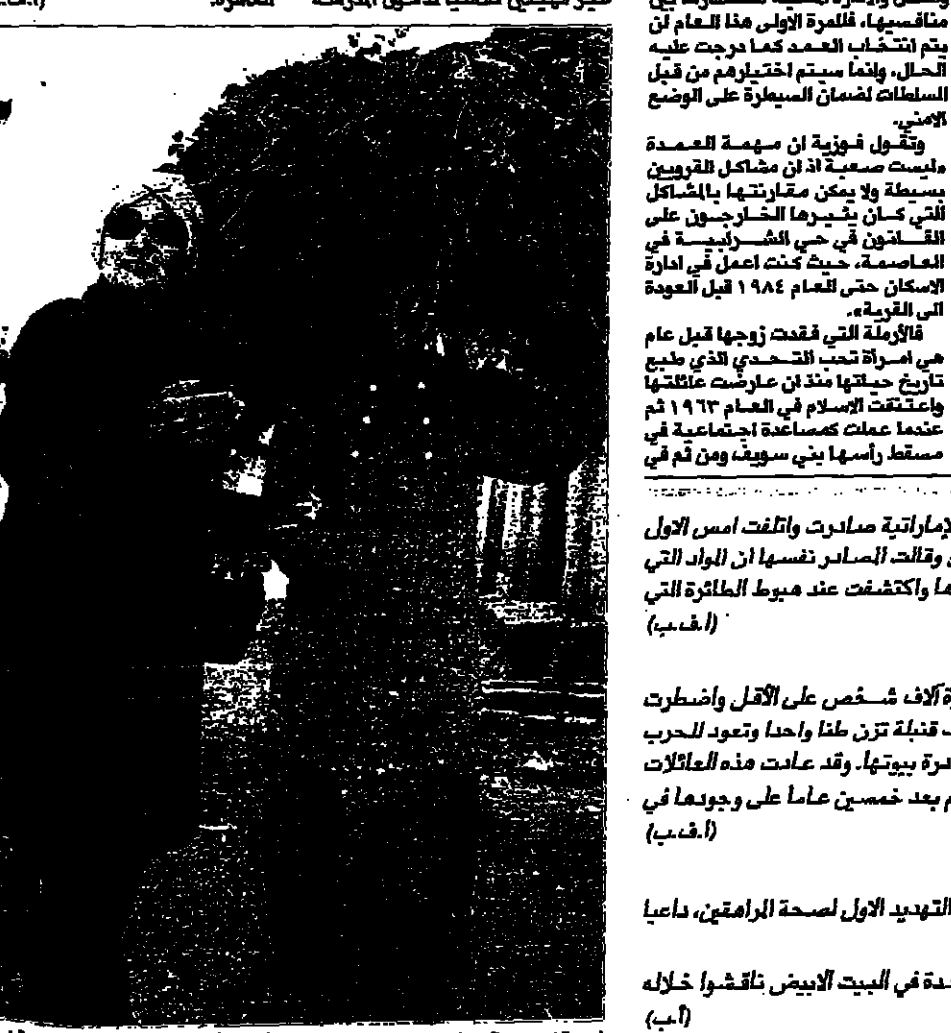 منافسيها، فللمرة الاولى هذا العام لن
يتم انتخاب العمد كما درجت عليه
الحال، وانما سيتم اختيارهم من قبل
السلطات لضمان السيطرة على الوضع
الامني.
وتقول فوزية ان مهمة العمدة
«ليست صعبة اذ ان مشاكل القرويين
بسيطة ولا يمكن مقارنتها بالمشاكل
التي كان يثيرها الخارجون على
القانون في حي الشرابية في
العاصمة، حيث كنت اعمل في ادارة
الاسكان حتى العام ١٩٨٤ قبل العودة
الى القرية».
فالأرملة التي فقدت زوجها قبل عام
هي امرأة تحب التحدي الذي طبع
تاريخ حياتها منذ ان عارضت عائلتها
واعتنقت الاسلام في العام ١٩٦٣ ثم
عندما عملت كمساعدة اجتماعية في
مسقط رأسها بني سويف، ومن ثم في
لإماراتية صادرت واتلفت امس الاول
وقالت المصادر نفسها ان المواد التي
ها واكتشفت عند هبوط الطائرة التي
(أ.ف.ب)
ة آلاف شخص على الأقل واضطرت
قنبلة تزن طنا واحدا وتعود للحرب
درة بيوتها. وقد عادت هذه العائلات
م بعد خمسين عاما على وجودها في
(أ.ف.ب)
التهديد الاول لصحة المراهقين، داعيا
دة في البيت الابيض ناقشوا خلاله
(أ.ب)